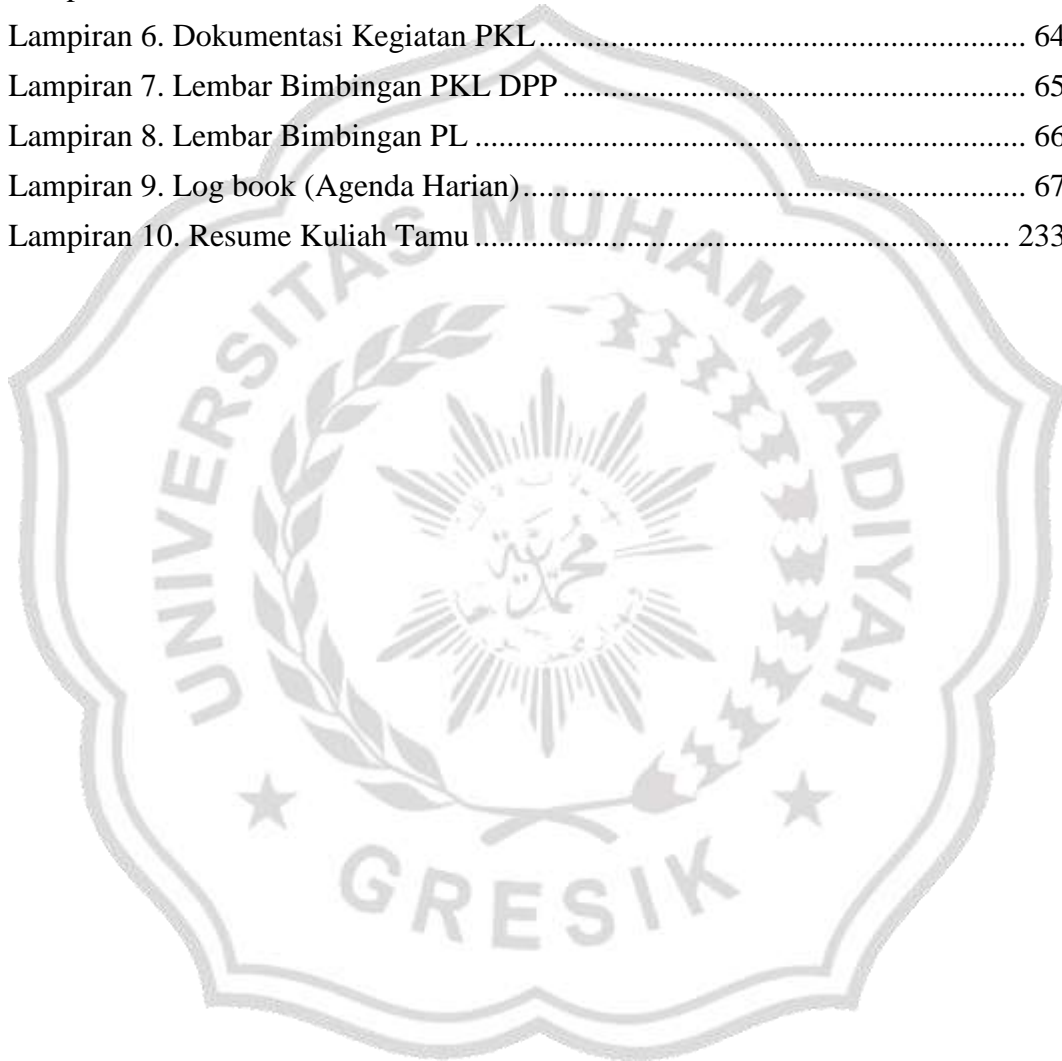 Lampiran 6. Dokumentasi Kegiatan PKL ........................................................................ 64
Lampiran 7. Lembar Bimbingan PKL DPP .................................................................... 65
Lampiran 8. Lembar Bimbingan PL ................................................................................ 66
Lampiran 9. Log book (Agenda Harian) .......................................................................... 67
Lampiran 10. Resume Kuliah Tamu ............................................................................... 233
UNIVERSITAS MUHAMMADIYAH
GRESIK